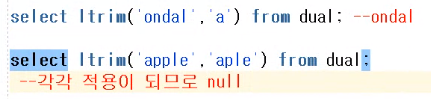 select ltrim('ondal','a') from dual; --ondal
select ltrim('apple','aple') from dual;
--각각 적용이 되므로 null